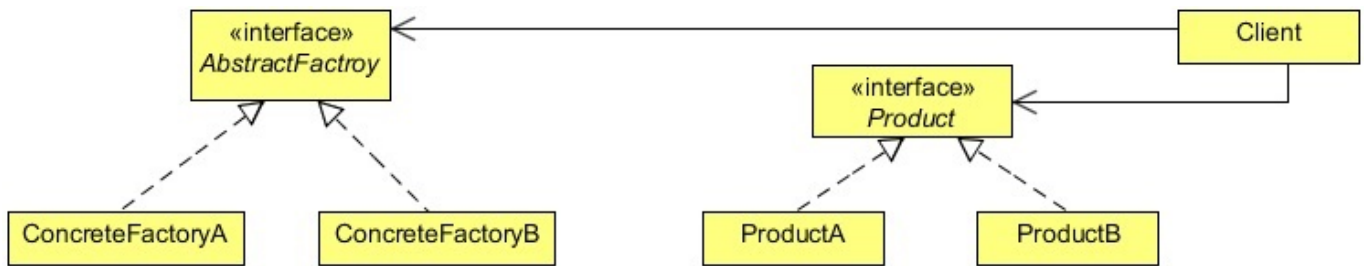 «interface»
AbstractFactroy
Client
«interface»
Product
ConcreteFactoryA
ConcreteFactoryB
ProductA
ProductB